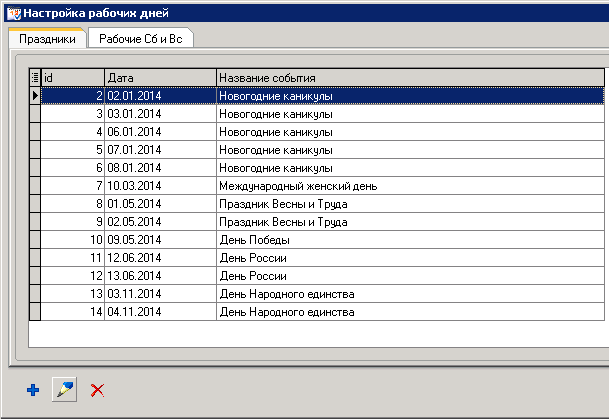 Настройка рабочих дней
Праздники Рабочие Сб и Вс
id Дата Название события
2 02.01.2014 Новогодние каникулы
3 03.01.2014 Новогодние каникулы
4 06.01.2014 Новогодние каникулы
5 07.01.2014 Новогодние каникулы
6 08.01.2014 Новогодние каникулы
7 10.03.2014 Международный женский день
8 01.05.2014 Праздник Весны и Труда
9 02.05.2014 Праздник Весны и Труда
10 09.05.2014 День Победы
11 12.06.2014 День России
12 13.06.2014 День России
13 03.11.2014 День Народного единства
14 04.11.2014 День Народного единства